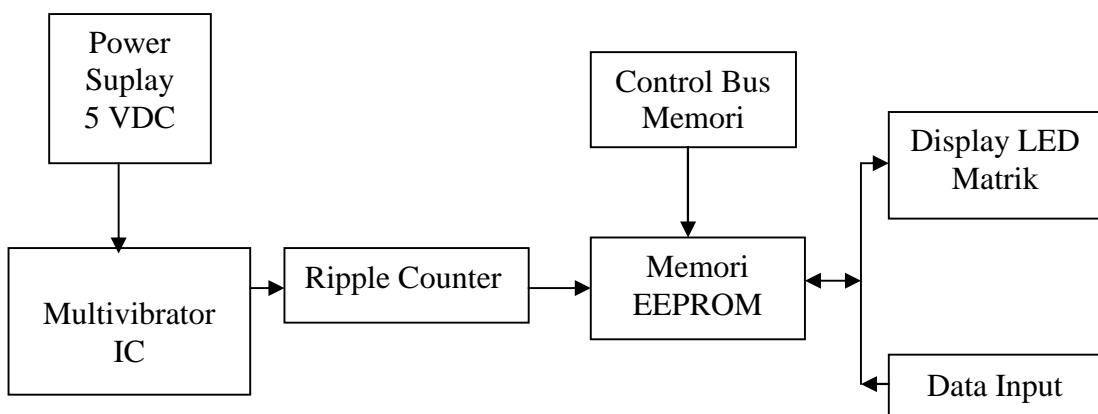 Power
Suplay
5 VDC
Control Bus
Memori
Display LED
Matrik
Multivibrator
IC
Ripple Counter
Memori
EEPROM
Data Input